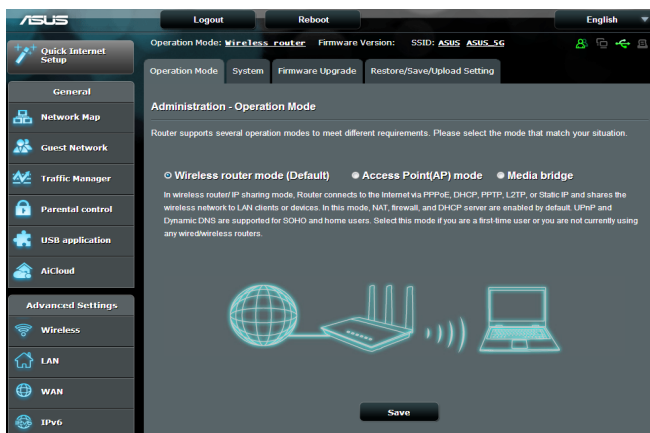 ASUS
Logout
Reboot
English
Quick Internet
Setup
Operation Mode: Wireless router Firmware Version: SSID: ASUS ASUS_5G
Operation Mode
System
Firmware Upgrade
Restore/Save/Upload Setting
General
Network Map
Guest Network
Traffic Manager
Parental control
USB application
AiCloud
Advanced Settings
Wireless
LAN
WAN
IPv6
Administration - Operation Mode
Router supports several operation modes to meet different requirements. Please select the mode that match your situation.
Wireless router mode (Default)
Access Point(AP) mode
Media bridge
In wireless router/ IP sharing mode, Router connects to the Internet via PPPoE, DHCP, PPTP, L2TP, or Static IP and shares the
wireless network to LAN clients or devices. In this mode, NAT, firewall, and DHCP server are enabled by default. UPnP and
Dynamic DNS are supported for SOHO and home users. Select this mode if you are a first-time user or you are not currently using
any wired/wireless routers.
Save